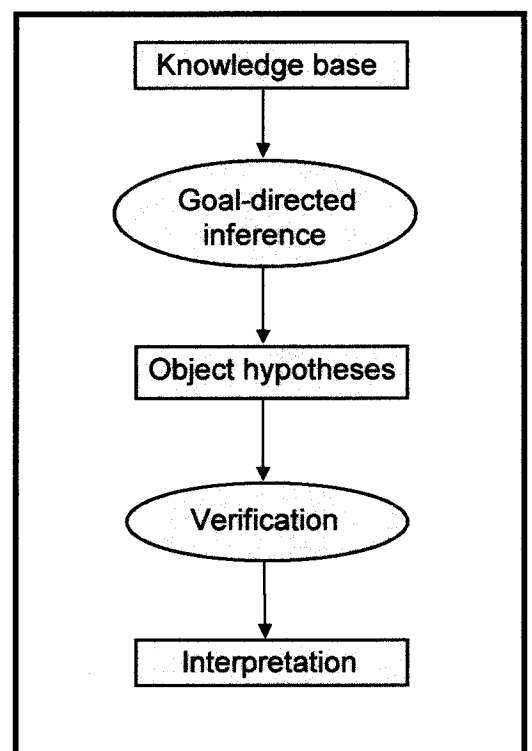 Knowledge base
Goal-directed
inference
Object hypotheses
Verification
Interpretation